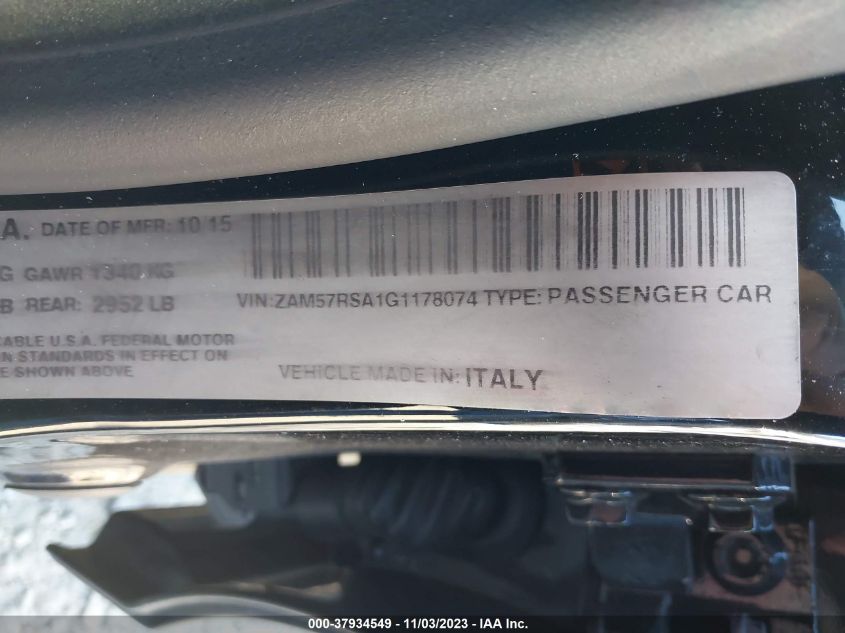 A. DATE OF MFR: 10 15
G GAWR 1340 KG
B REAR: 2952 LB
VIN:ZAM57RSA1G1178074 TYPE: PASSENGER CAR
CABLE U.S.A. FEDERAL MOTOR
N STANDARDS IN EFFECT ON
E SHOWN ABOVE
VEHICLE MADE IN: ITALY
000-37934549 - 11/03/2023 - IAA Inc.